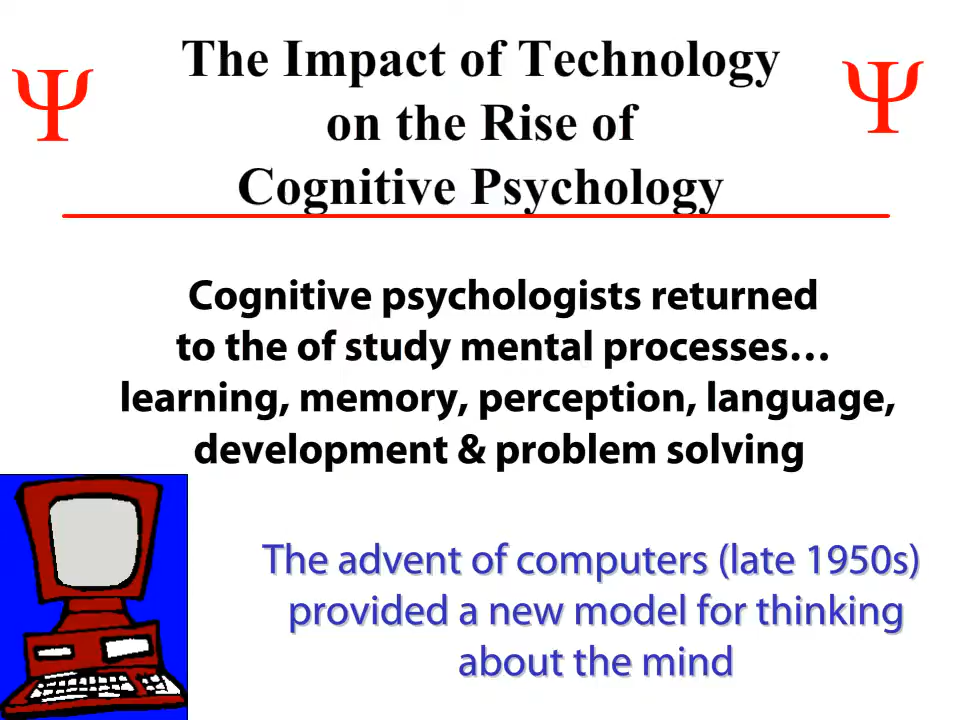 Ψ
The Impact of Technology
Ψ
on the Rise of
Cognitive Psychology
Cognitive psychologists returned
to the of study mental processes…
learning, memory, perception, language,
development & problem solving
The advent of computers (late 1950s)
provided a new model for thinking
about the mind